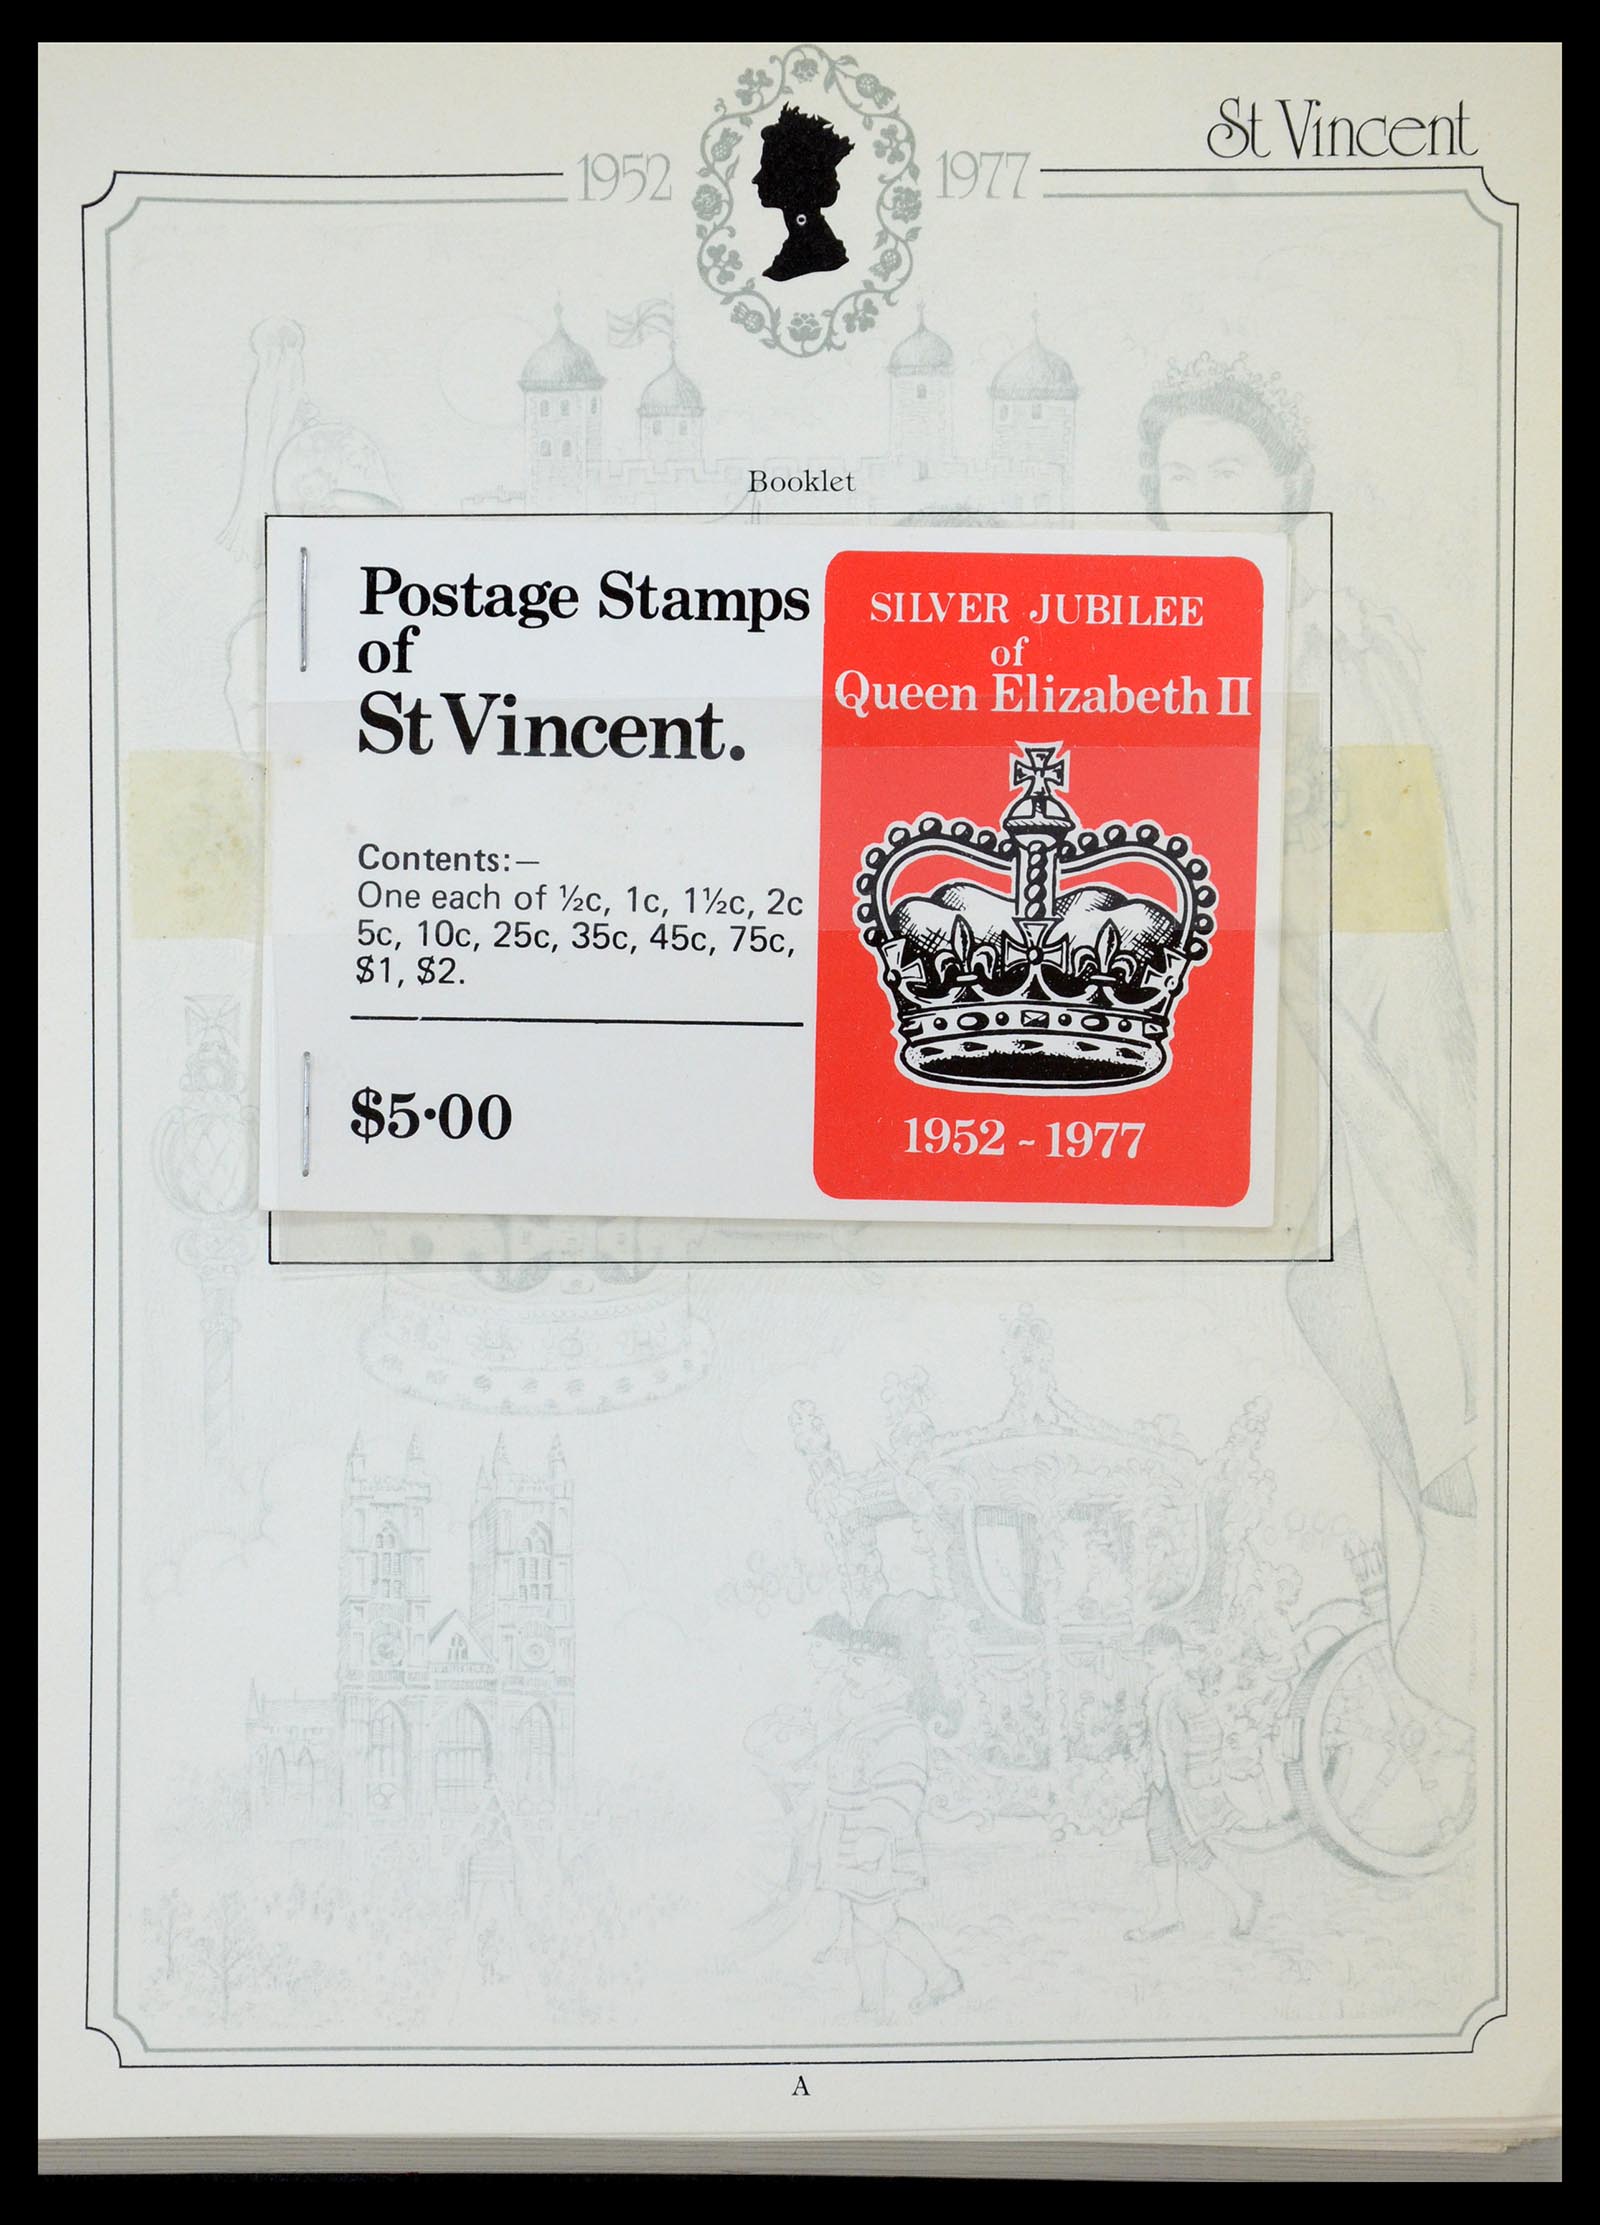 St Vincent
1952 1977
Booklet
Postage Stamps
of
St Vincent.
Contents:—
One each of ½c, 1c, 1½c, 2c
5c, 10c, 25c, 35c, 45c, 75c,
$1, $2.
$5·00
SILVER JUBILEE
of
Queen Elizabeth II
1952 ~ 1977
A